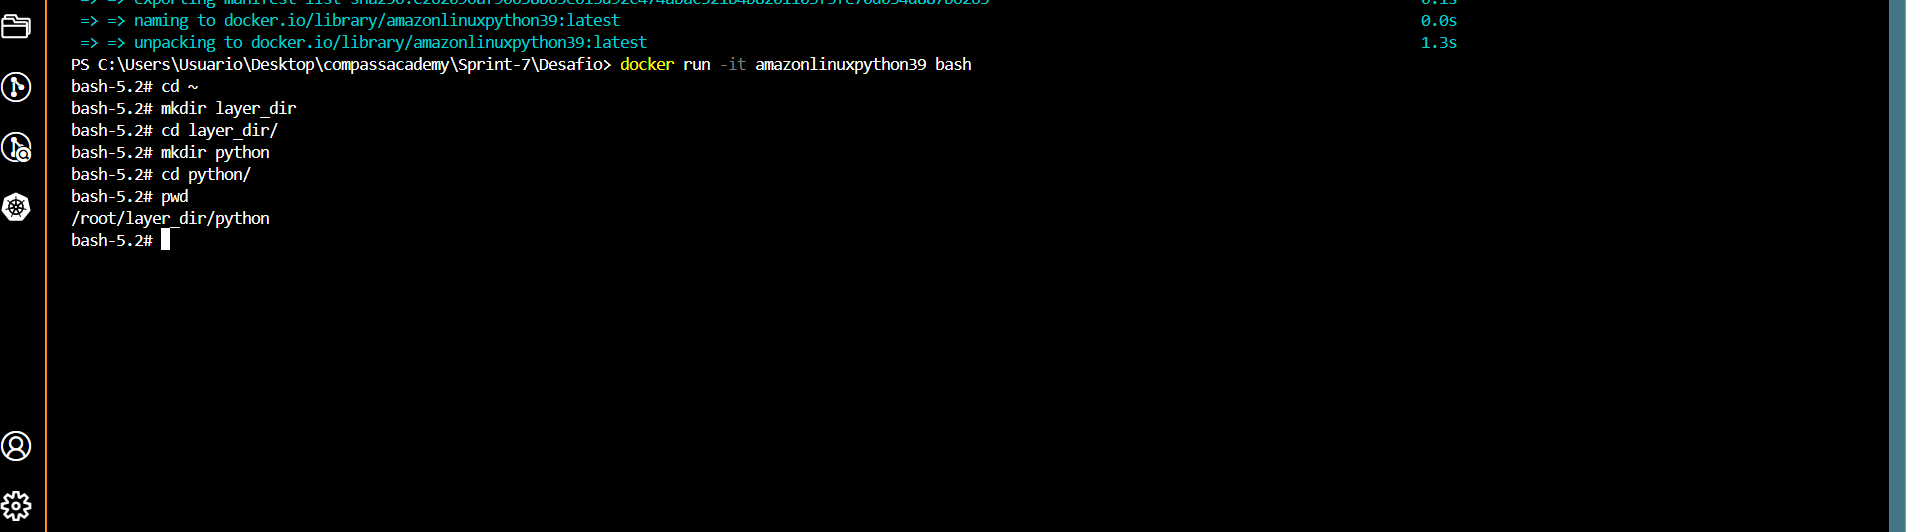 => => naming to docker.io/library/amazonlinuxpython39:latest 0.0s
=> => unpacking to docker.io/library/amazonlinuxpython39:latest 1.3s
PS C:\Users\Usuario\Desktop\compassacademy\Sprint-7\Desafio> docker run -it amazonlinuxpython39 bash
bash-5.2# cd ~
bash-5.2# mkdir layer_dir
bash-5.2# cd layer_dir/
bash-5.2# mkdir python
bash-5.2# cd python/
bash-5.2# pwd
/root/layer_dir/python
bash-5.2#